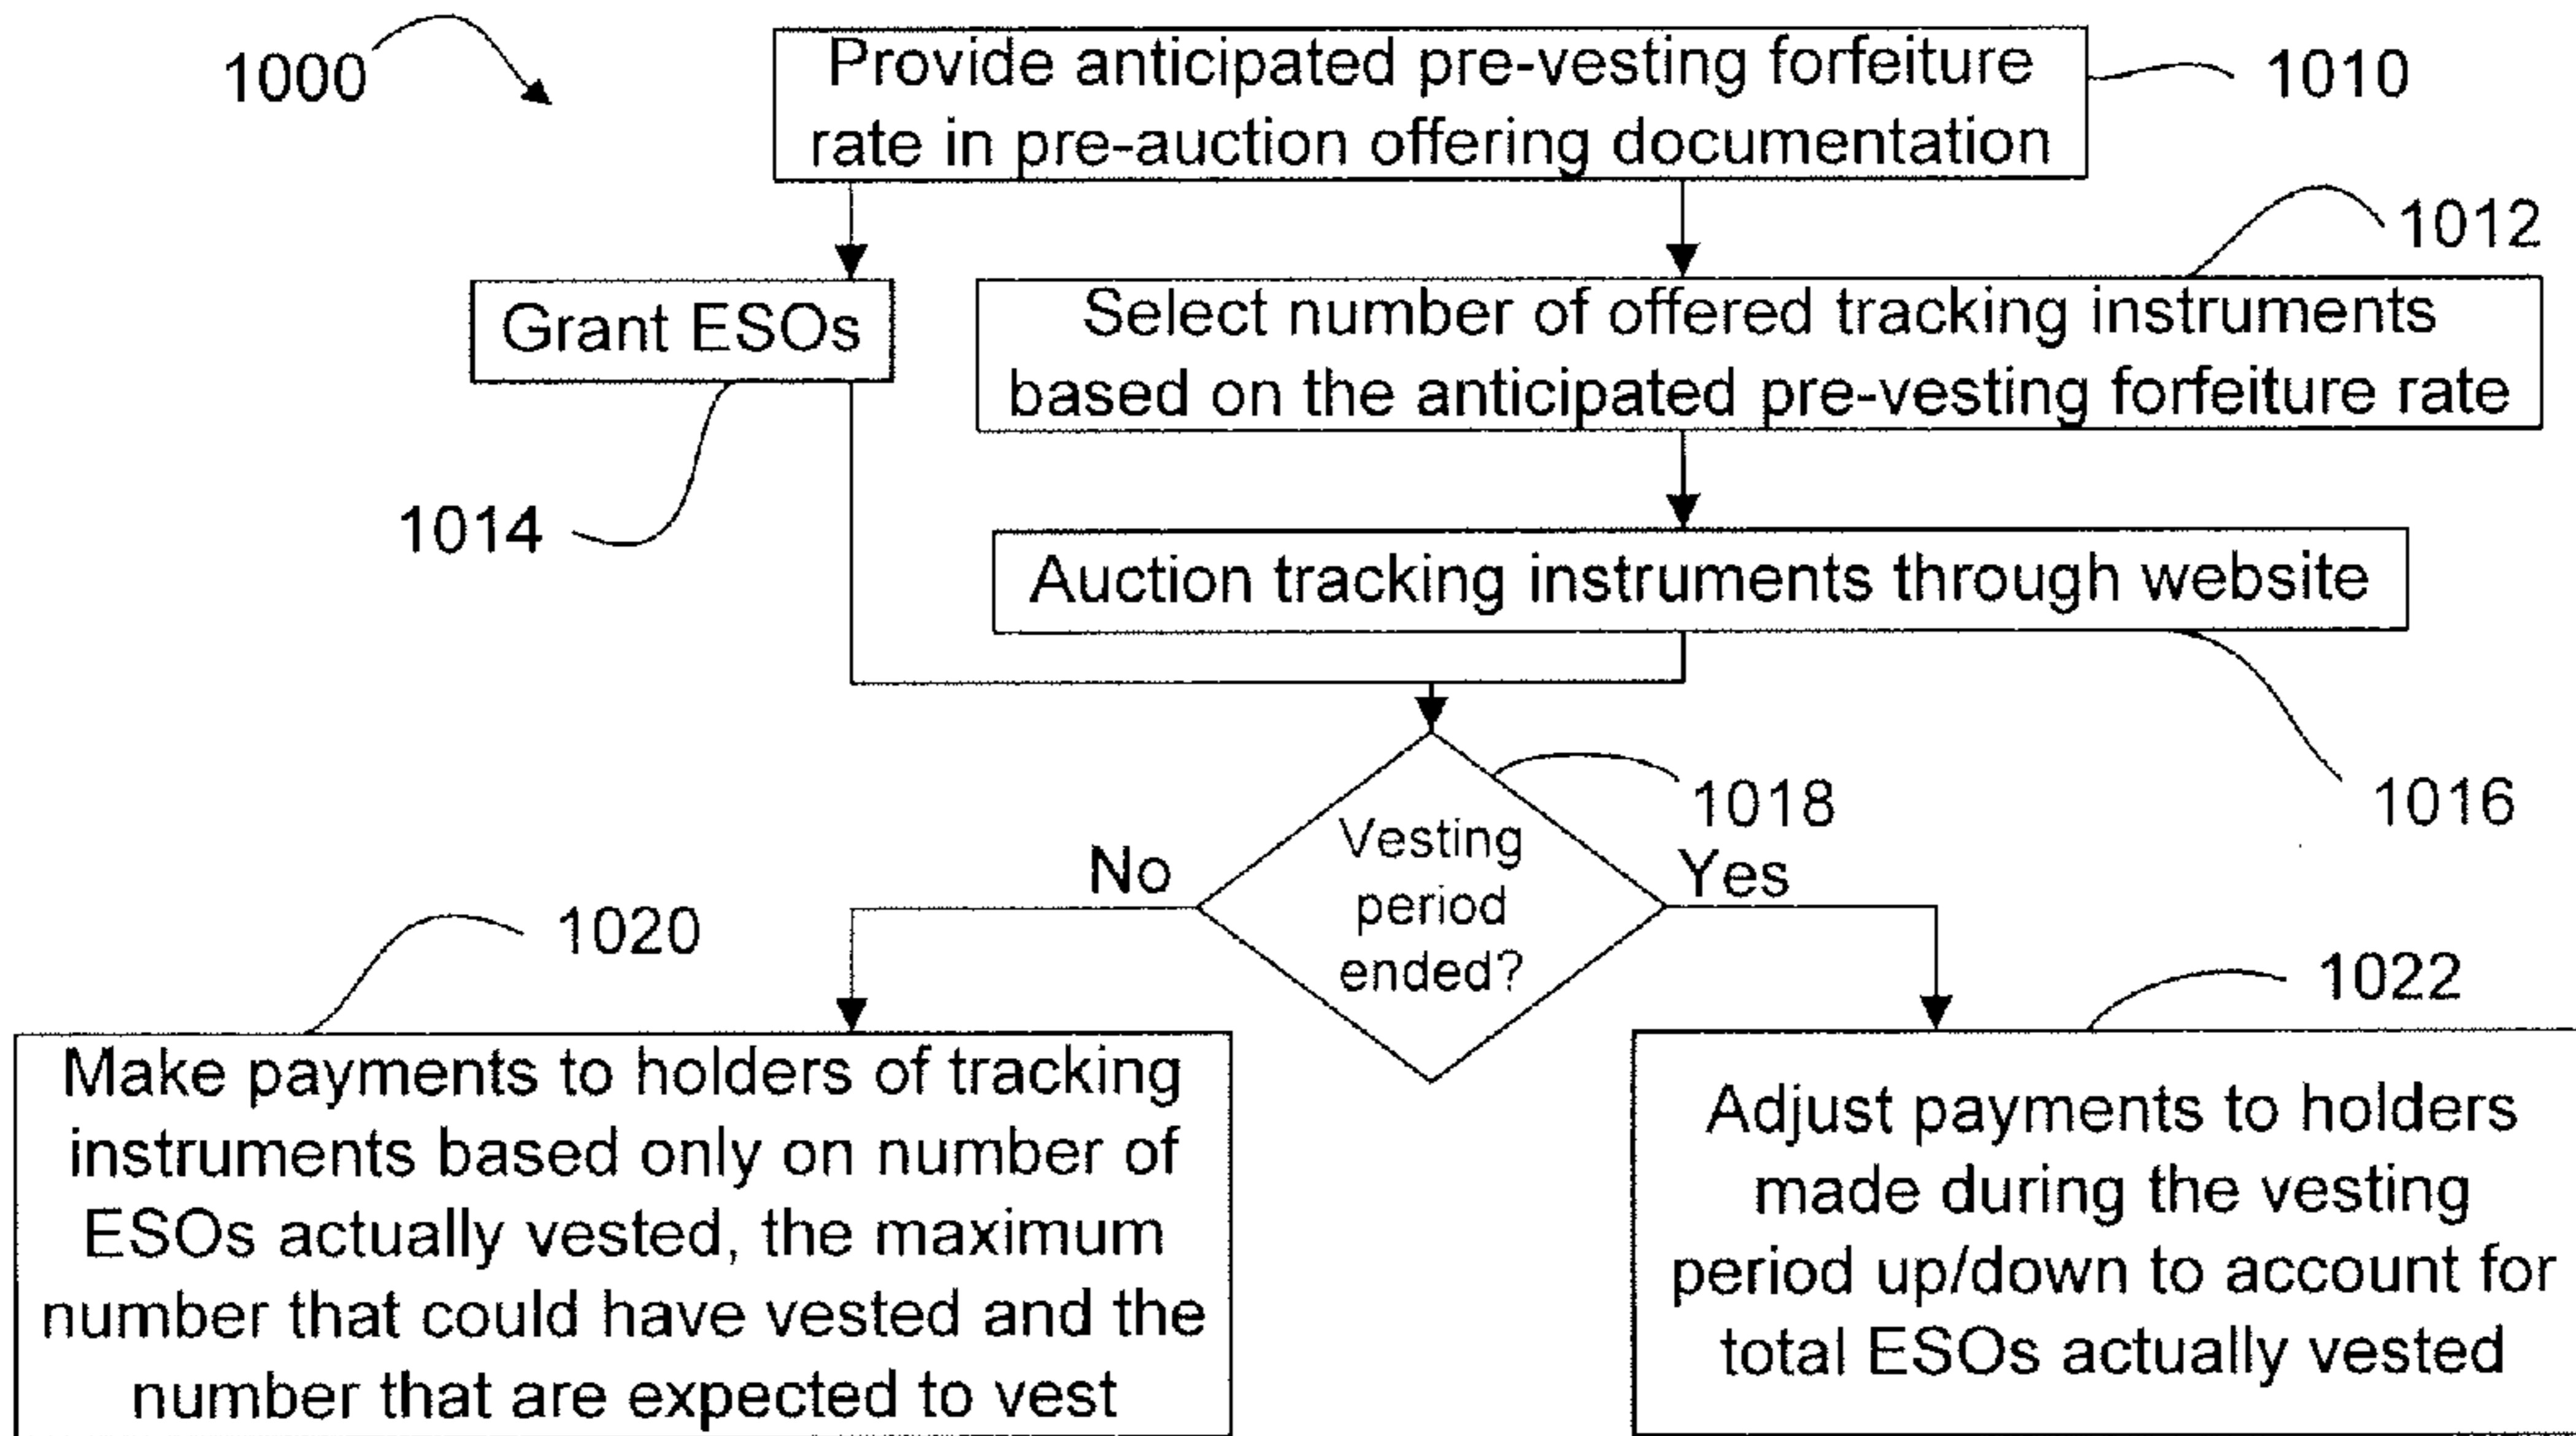 1000
Provide anticipated pre-vesting forfeiture
rate in pre-auction offering documentation
1010
1012
Grant ESOs
Select number of offered tracking instruments
based on the anticipated pre-vesting forfeiture rate
1014
Auction tracking instruments through website
1016
1018
Vesting
period
ended?
No
Yes
1020
1022
Make payments to holders of tracking
instruments based only on number of
ESOs actually vested, the maximum
number that could have vested and the
number that are expected to vest
Adjust payments to holders
made during the vesting
period up/down to account for
total ESOs actually vested